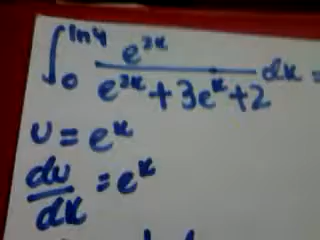 ∫₀^{ln4} e^{2x}/(e^{2x}+3e^x+2) dx =
u = e^x
du/dx = e^x